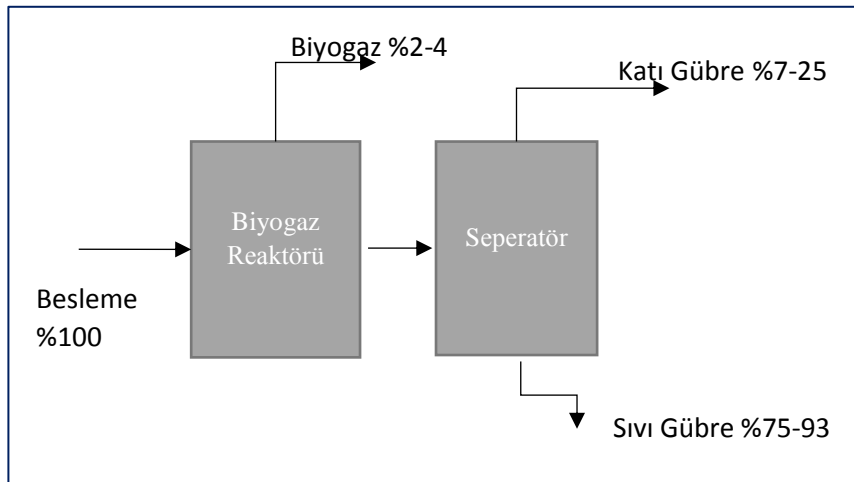 Biyogaz %2-4
Katı Gübre %7-25
Biyogaz
Reaktörü
Seperatör
Besleme
%100
Sıvı Gübre %75-93